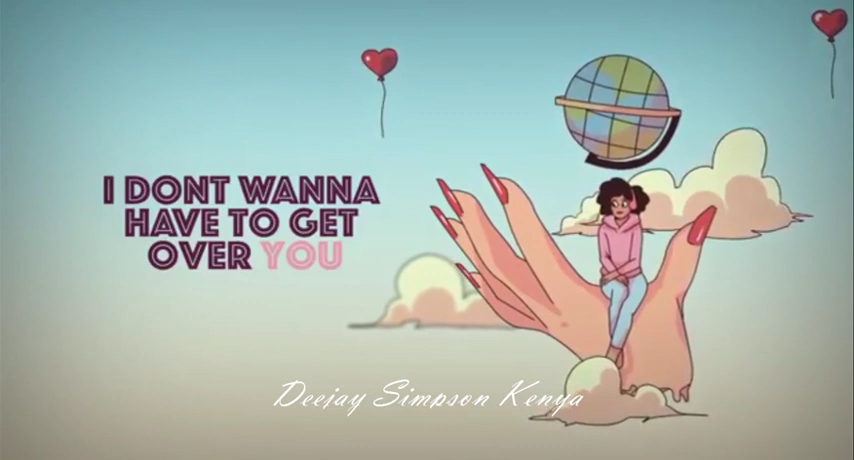 I DONT WANNA
HAVE TO GET
OVER YOU
Deejay Simpson Kenya